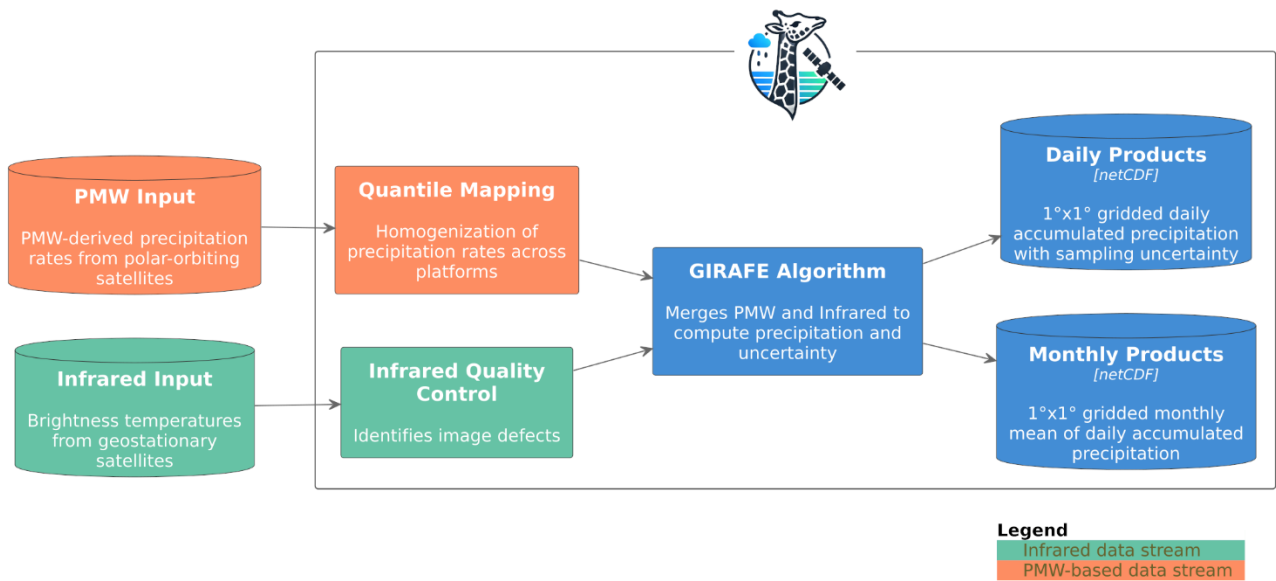 PMW Input
PMW-derived precipitation
rates from polar-orbiting
satellites
Infrared Input
Brightness temperatures
from geostationary
satellites
Quantile Mapping
Homogenization of
precipitation rates across
platforms
Infrared Quality
Control
Identifies image defects
GIRAFE Algorithm
Merges PMW and Infrared to
compute precipitation and
uncertainty
Daily Products
[netCDF]
1°x1° gridded daily
accumulated precipitation
with sampling uncertainty
Monthly Products
[netCDF]
1°x1° gridded monthly
mean of daily accumulated
precipitation
Legend
Infrared data stream
PMW-based data stream